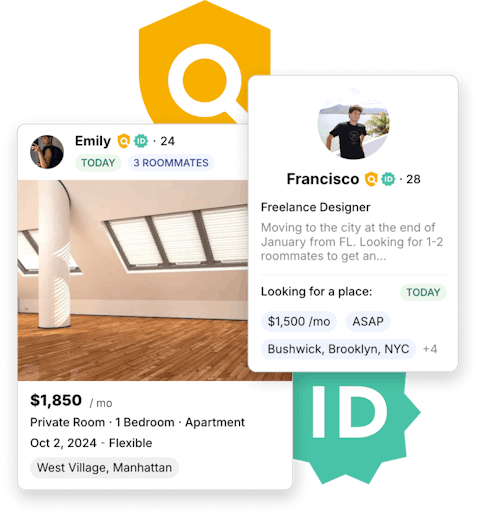 Emily ID · 24
TODAY 3 ROOMMATES
$1,850 / mo
Private Room · 1 Bedroom · Apartment
Oct 2, 2024 - Flexible
West Village, Manhattan
Francisco ID · 28
Freelance Designer
Moving to the city at the end of
January from FL. Looking for 1-2
roommates to get an...
Looking for a place: TODAY
$1,500 /mo ASAP
Bushwick, Brooklyn, NYC +4
ID